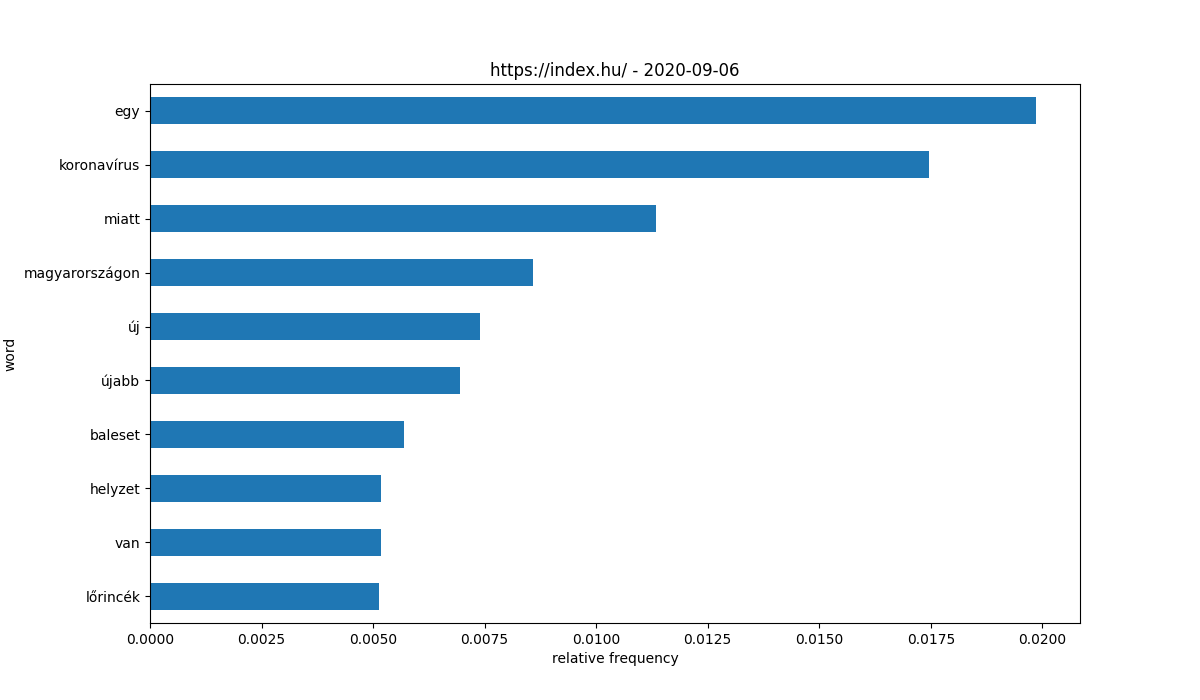 https://index.hu/ - 2020-09-06
egy
koronavírus
miatt
magyarországon
új
újabb
baleset
helyzet
van
lőrincék
word
0.0000 0.0025 0.0050 0.0075 0.0100 0.0125 0.0150 0.0175 0.0200
relative frequency